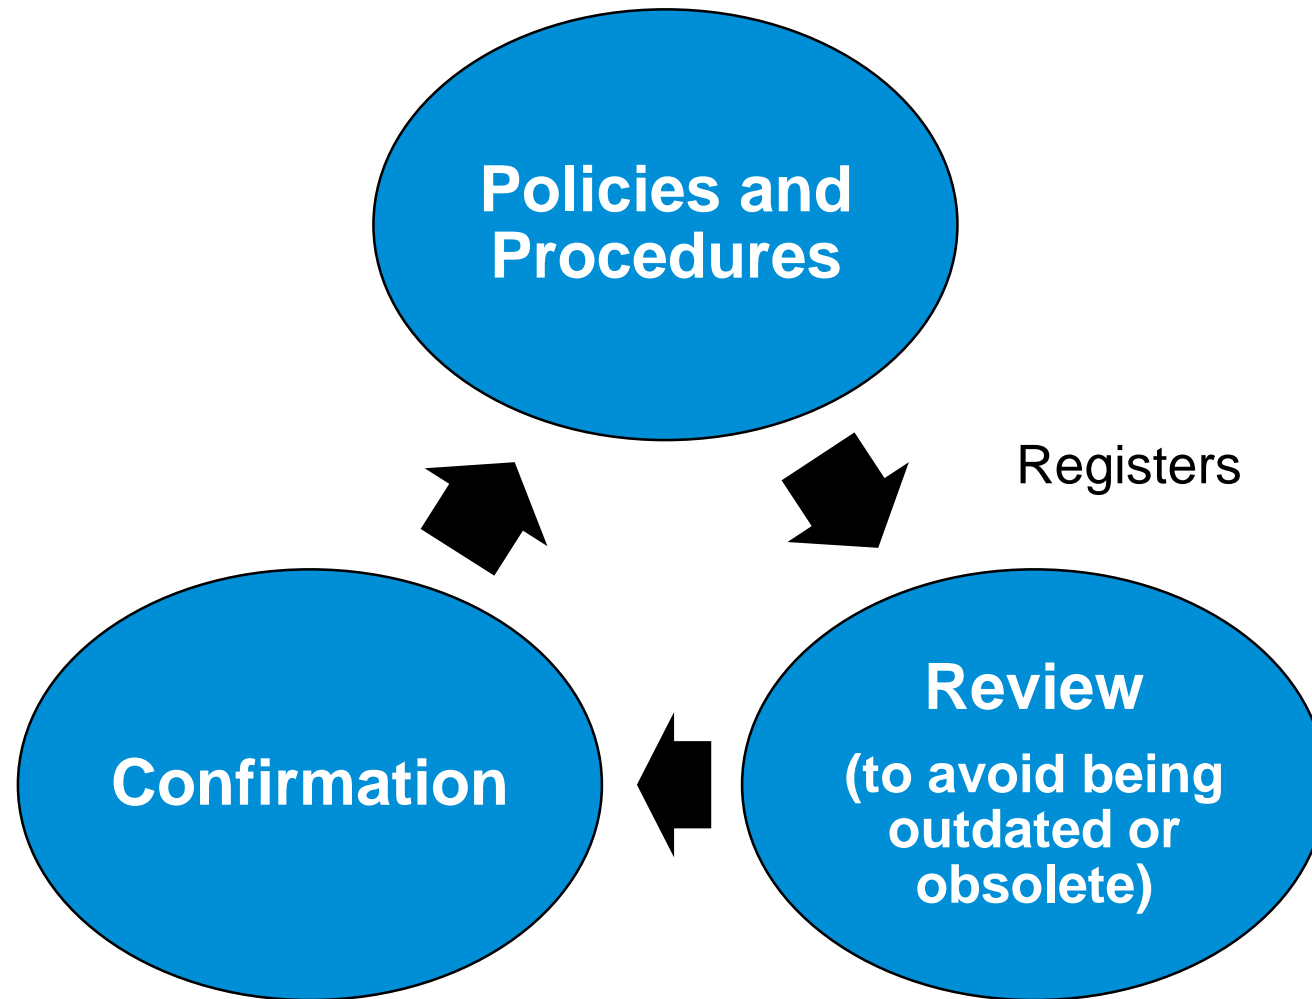 Policies and
Procedures
Registers
Review
(to avoid being
outdated or
obsolete)
Confirmation